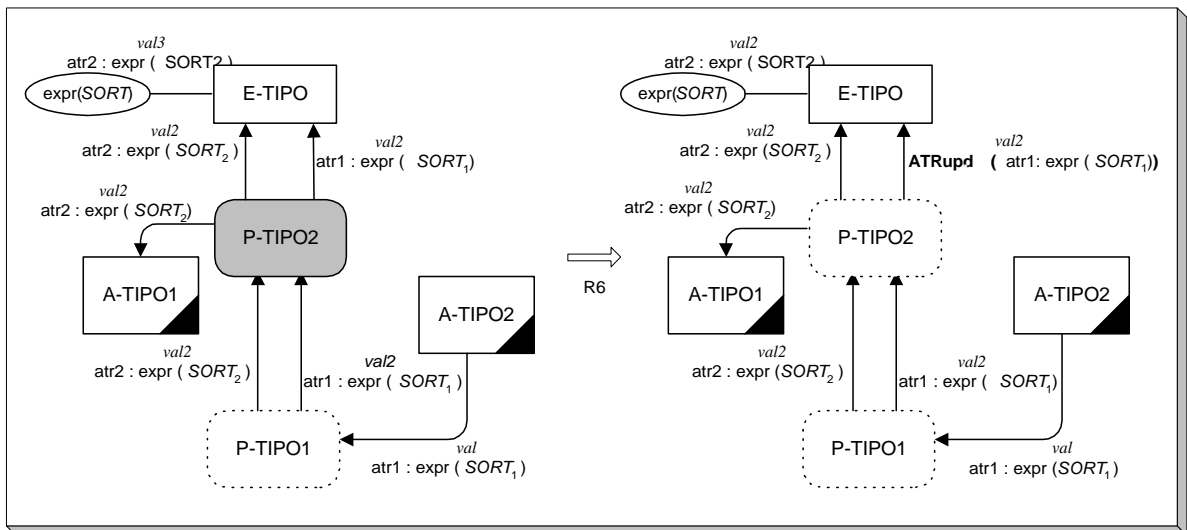 val3
atr2 : expr ( SORT2 )
expr(SORT)
E-TIPO
val2
atr2 : expr ( SORT2 )
val2
atr1 : expr ( SORT1)
val2
atr2 : expr ( SORT2)
P-TIPO2
A-TIPO1
A-TIPO2
val2
atr2 : expr ( SORT2 )
val2
atr1 : expr ( SORT1 )
P-TIPO1
val
atr1 : expr ( SORT1)
R6
val2
atr2 : expr ( SORT2 )
expr(SORT)
E-TIPO
val2
atr2 : expr (SORT2 )
val2
ATRupd ( atr1: expr ( SORT1))
val2
atr2 : expr ( SORT2)
P-TIPO2
A-TIPO1
A-TIPO2
val2
atr2 : expr (SORT2 )
val2
atr1 : expr ( SORT1)
P-TIPO1
val
atr1 : expr (SORT1)